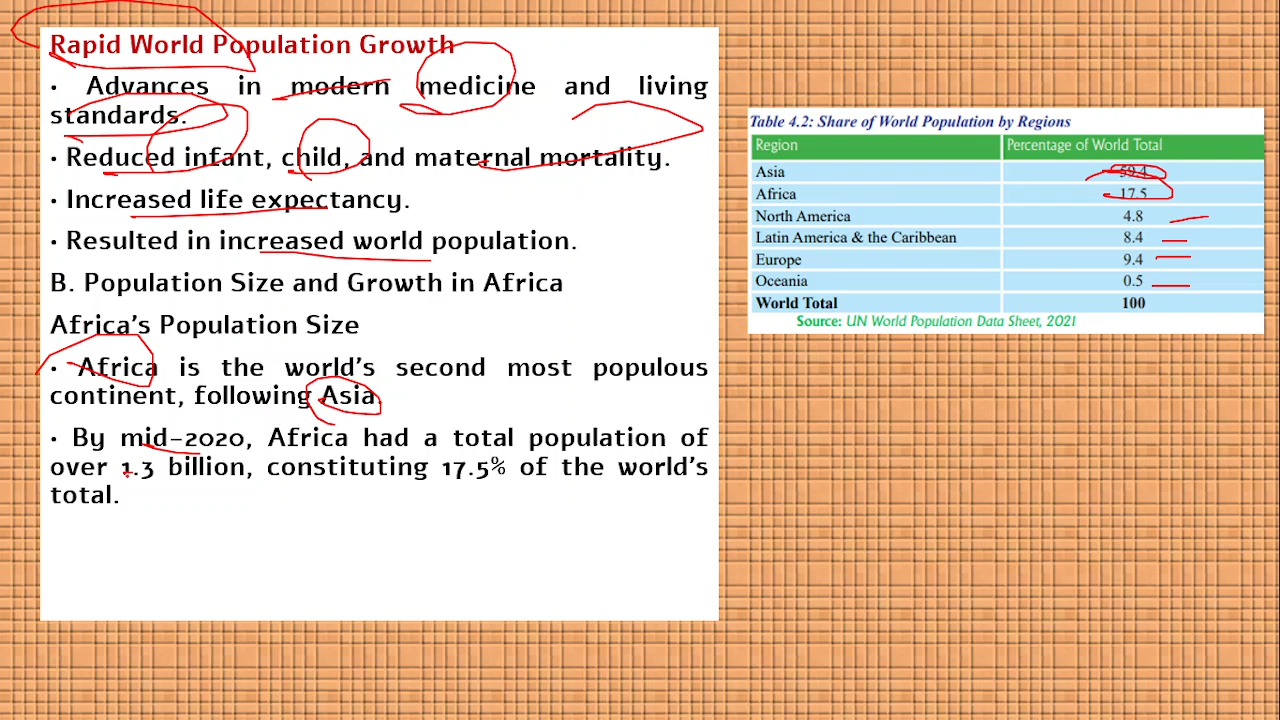 Rapid World Population Growth
• Advances in modern medicine and living
standards.
• Reduced infant, child, and maternal mortality.
• Increased life expectancy.
• Resulted in increased world population.
B. Population Size and Growth in Africa
Africa's Population Size
• Africa is the world's second most populous
continent, following Asia.
• By mid-2020, Africa had a total population of
over 1.3 billion, constituting 17.5% of the world's
total.
Table 4.2: Share of World Population by Regions
Region Percentage of World Total
Asia 59.4
Africa 17.5
North America 4.8
Latin America & the Caribbean 8.4
Europe 9.4
Oceania 0.5
World Total 100
Source: UN World Population Data Sheet, 2021